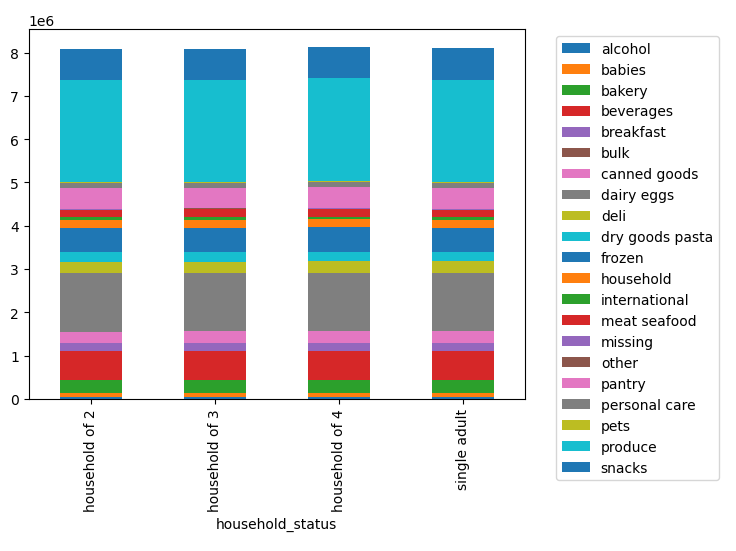 1e6
8
7
6
5
4
3
2
1
0
household of 2
household of 3
household of 4
single adult
household_status
alcohol
babies
bakery
beverages
breakfast
bulk
canned goods
dairy eggs
deli
dry goods pasta
frozen
household
international
meat seafood
missing
other
pantry
personal care
pets
produce
snacks